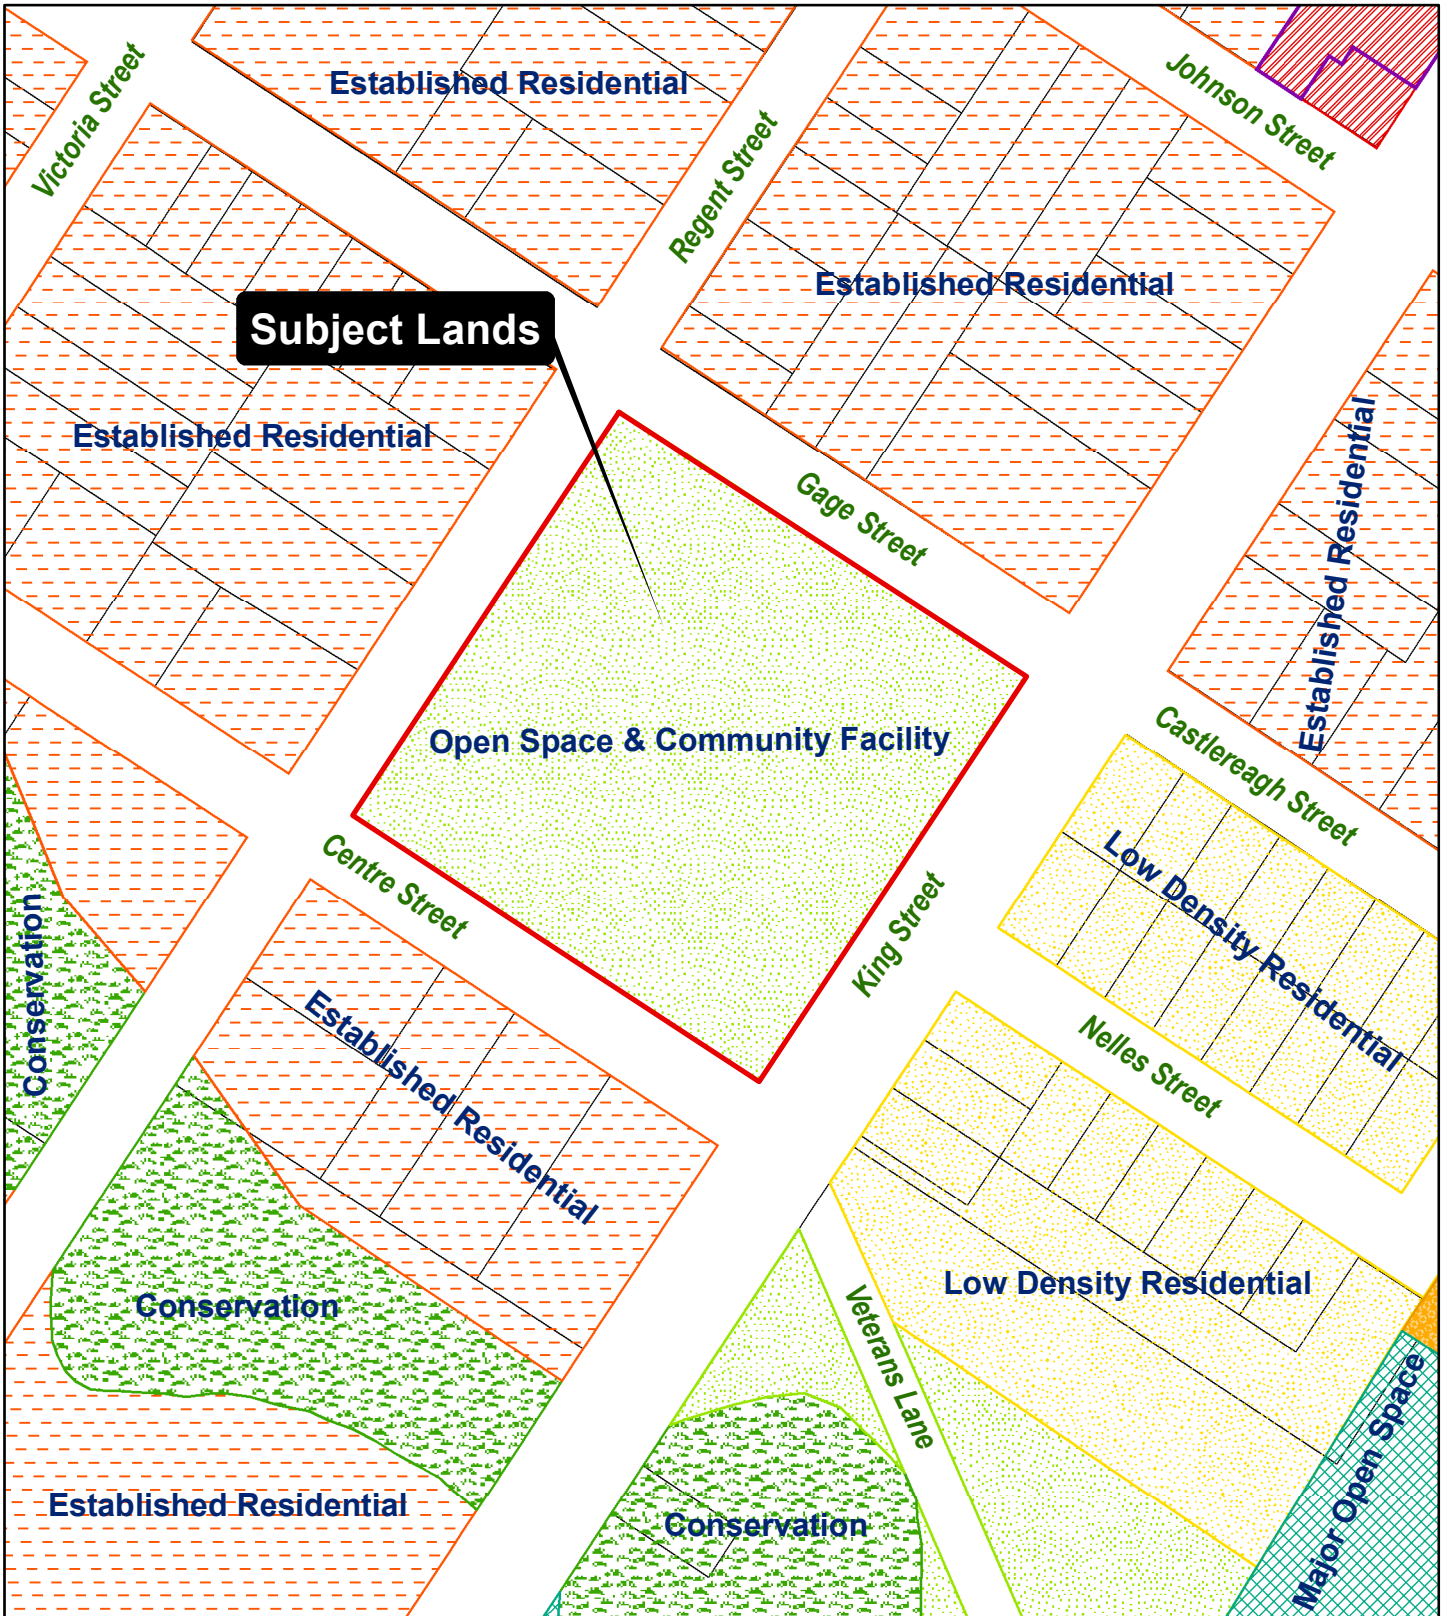 Victoria Street
Established Residential
Johnson Street
Regent Street
Established Residential
Subject Lands
Established Residential
Established Residential
Gage Street
Castlereagh Street
Open Space & Community Facility
Centre Street
Low Density Residential
King Street
Conservation
Nelles Street
Established Residential
Low Density Residential
Conservation
Veterans Lane
Major Open Space
Established Residential
Conservation